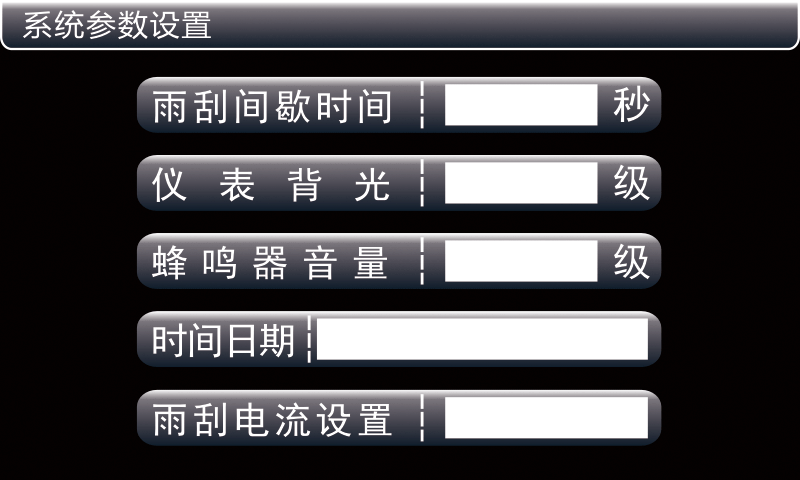 系统参数设置
雨刮间歇时间 秒
仪表背光 级
蜂鸣器音量 级
时间日期
雨刮电流设置